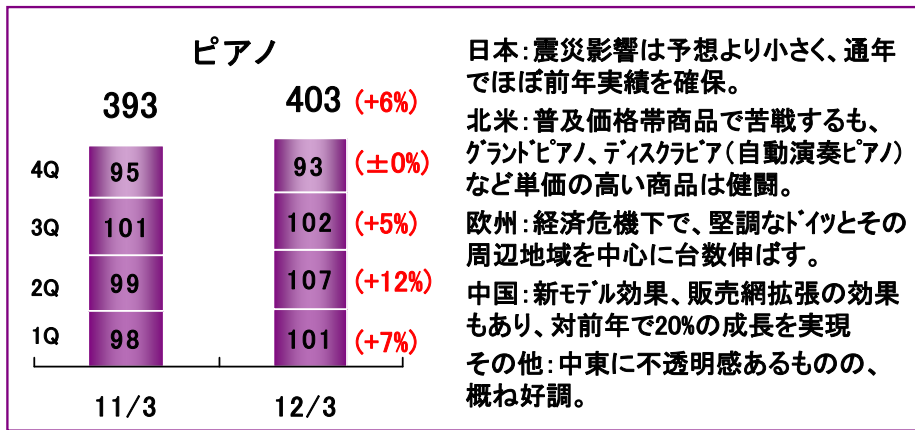 ピアノ
393
403 (+6%)
4Q 95 93 (±0%)
3Q 101 102 (+5%)
2Q 99 107 (+12%)
1Q 98 101 (+7%)
11/3 12/3
日本：震災影響は予想より小さく、通年
でほぼ前年実績を確保。
北米：普及価格帯商品で苦戦するも、
グランドピアノ、ディスクラビア（自動演奏ピアノ）
など単価の高い商品は健闘。
欧州：経済危機下で、堅調なドイツとその
周辺地域を中心に台数伸ばす。
中国：新モデル効果、販売網拡張の効果
もあり、対前年で20%の成長を実現
その他：中東に不透明感あるものの、
概ね好調。